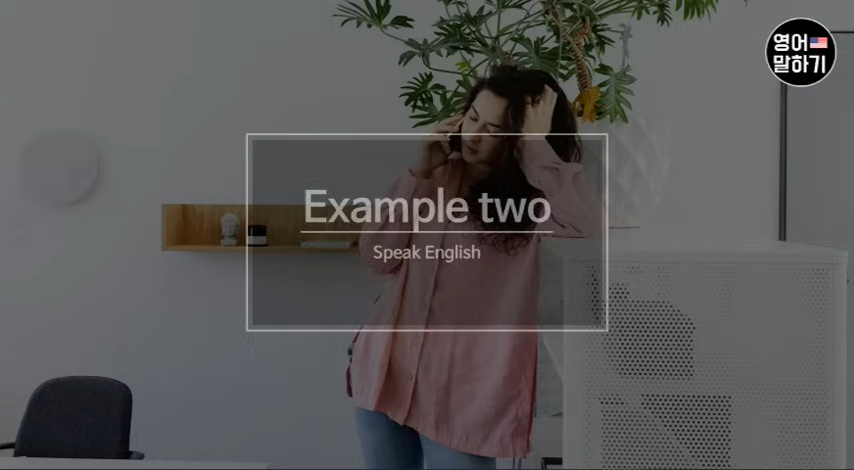 영어
말하기
Example two
Speak English